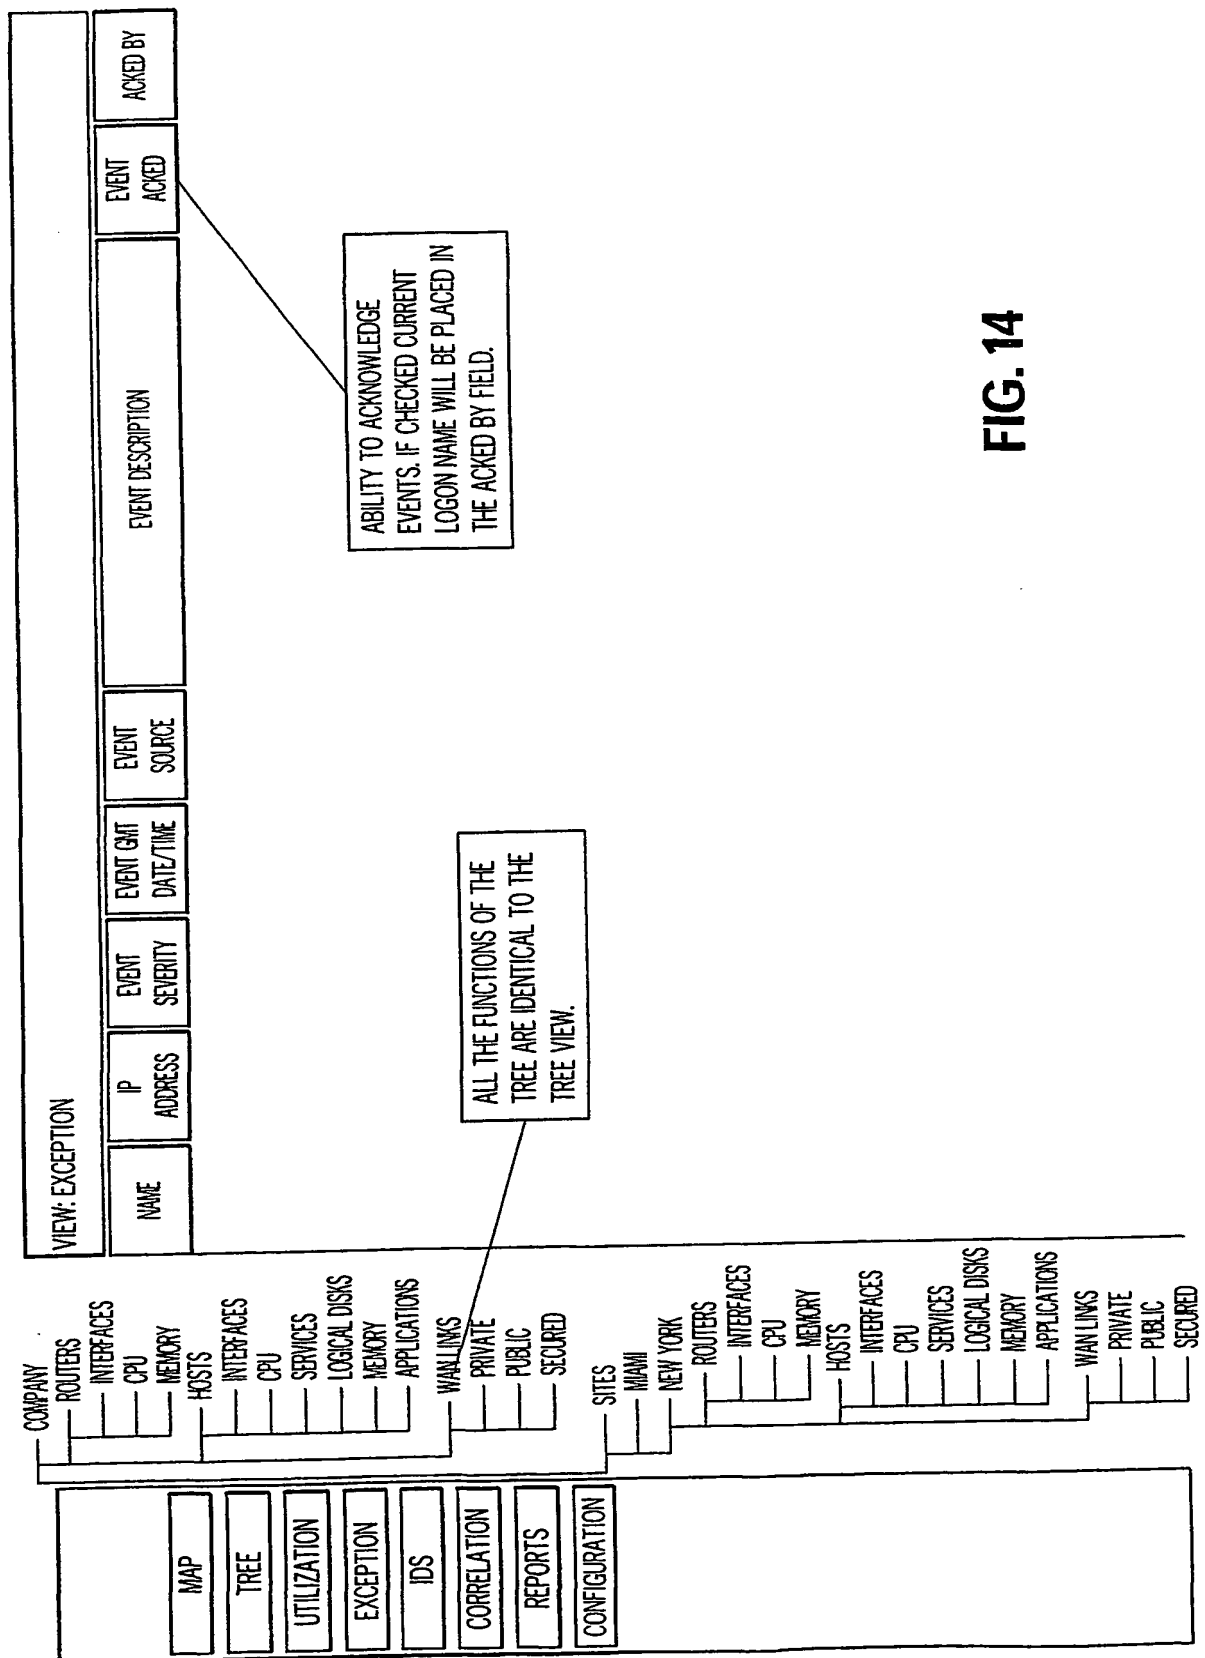 MAP
TREE
UTILIZATION
EXCEPTION
IDS
CORRELATION
REPORTS
CONFIGURATION
COMPANY
ROUTERS
INTERFACES
CPU
MEMORY
HOSTS
INTERFACES
CPU
SERVICES
LOGICAL DISKS
MEMORY
APPLICATIONS
WAN LINKS
PRIVATE
PUBLIC
SECURED
SITES
MIAMI
NEW YORK
ROUTERS
INTERFACES
CPU
MEMORY
HOSTS
INTERFACES
CPU
SERVICES
LOGICAL DISKS
MEMORY
APPLICATIONS
WAN LINKS
PRIVATE
PUBLIC
SECURED
VIEW: EXCEPTION
NAME
IP
ADDRESS
EVENT
SEVERITY
EVENT GMT
DATE/TIME
EVENT
SOURCE
EVENT DESCRIPTION
EVENT
ACKED
ACKED BY
ALL THE FUNCTIONS OF THE
TREE ARE IDENTICAL TO THE
TREE VIEW.
ABILITY TO ACKNOWLEDGE
EVENTS. IF CHECKED CURRENT
LOGON NAME WILL BE PLACED IN
THE ACKED BY FIELD.
FIG. 14